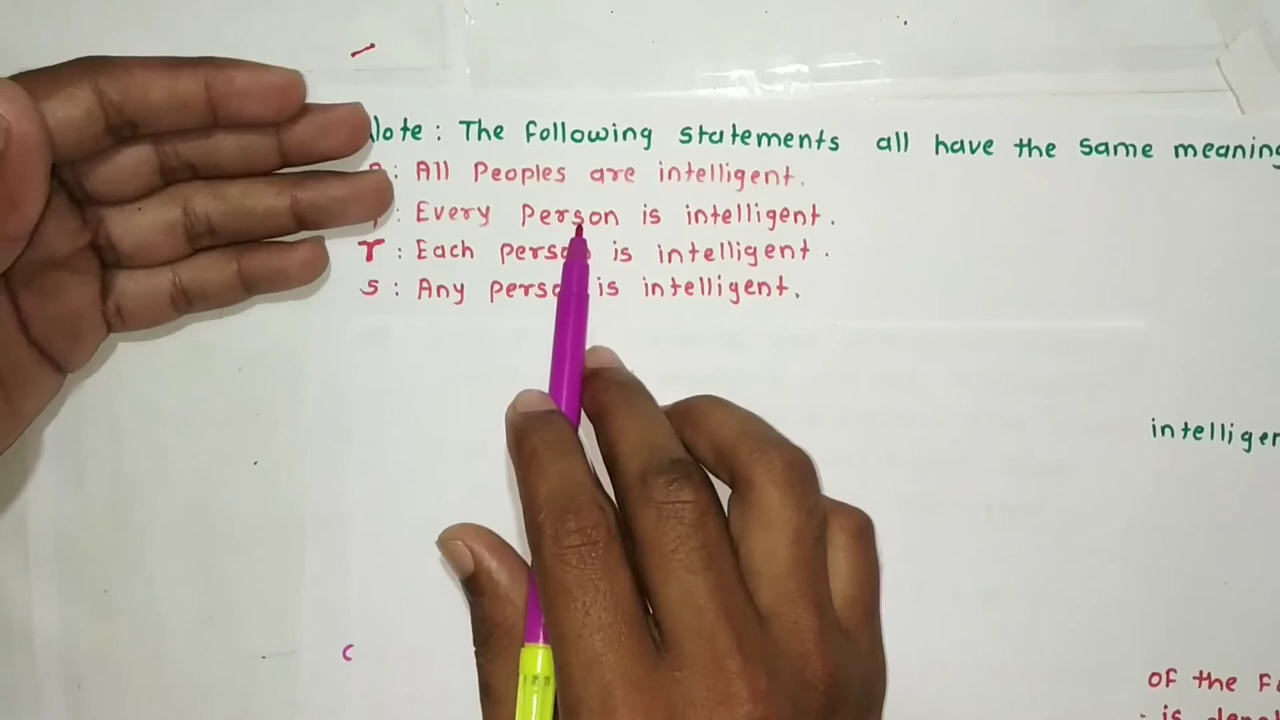 Note: The following statements all have the same meaning
: All Peoples are intelligent.
: Every Person is intelligent.
r : Each person is intelligent.
s : Any person is intelligent.
c
of the
is